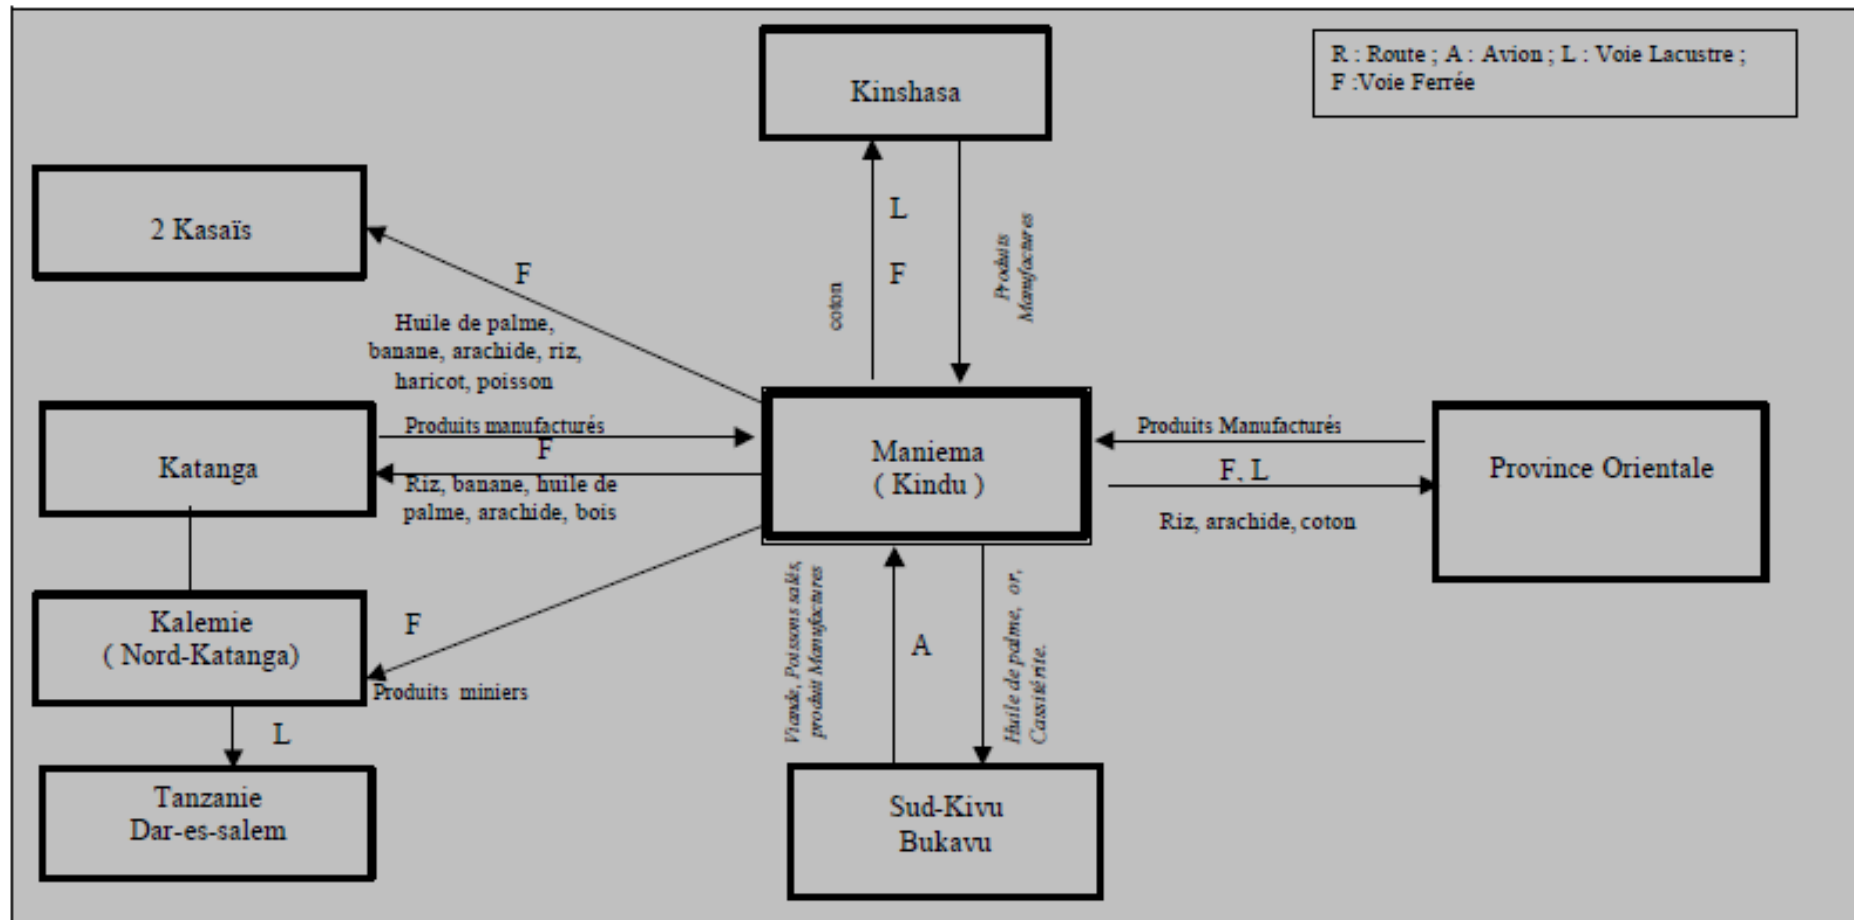 R : Route ; A : Avion ; L : Voie Lacustre ;
F :Voie Ferrée
Kinshasa
2 Kasaïs
L
F
coton
Produits
Manufactures
F
Huile de palme,
banane, arachide, riz,
haricot, poisson
Katanga
Produits manufacturés
F
Riz, banane, huile de
palme, arachide, bois
Maniema
( Kindu )
Produits Manufacturés
F, L
Riz, arachide, coton
Province Orientale
Kalemie
( Nord-Katanga)
F
Produits miniers
L
Tanzanie
Dar-es-salem
Viande, Poissons salés,
produit Manufactures
A
Huile de palme, or,
Cassitérite.
Sud-Kivu
Bukavu